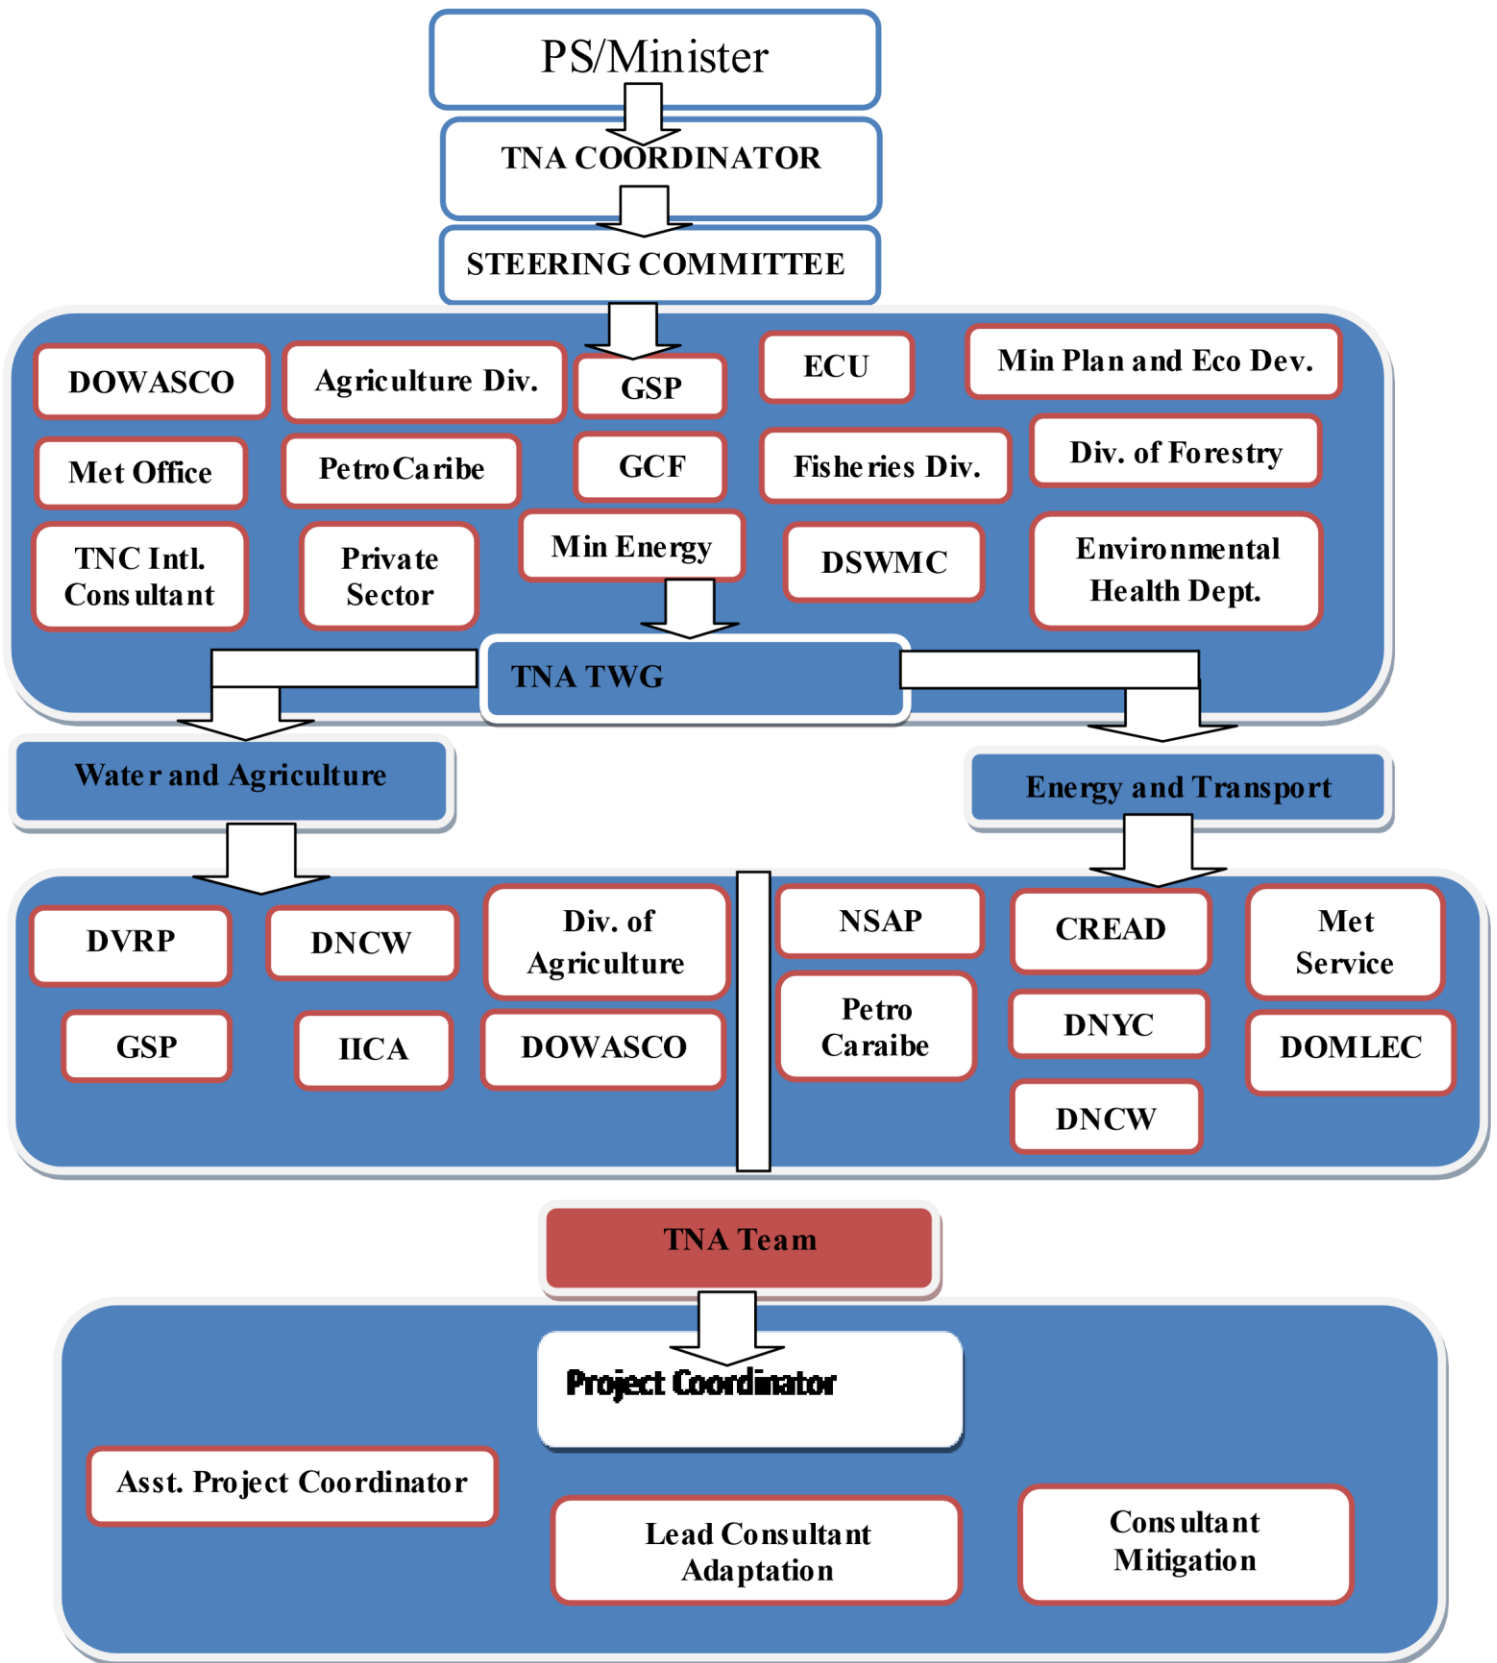 PS/Minister
TNA COORDINATOR
STEERING COMMITTEE
DOWASCO
Agriculture Div.
GSP
ECU
Min Plan and Eco Dev.
Met Office
PetroCaribe
GCF
Fisheries Div.
Div. of Forestry
TNC Intl.
Consultant
Private
Sector
Min Energy
DSWMC
Environmental
Health Dept.
TNA TWG
Water and Agriculture
Energy and Transport
DVRP
DNCW
Div. of
Agriculture
GSP
IICA
DOWASCO
NSAP
CREAD
Met
Service
Petro
Caraibe
DNYC
DOMLEC
DNCW
TNA Team
Project Coordinator
Asst. Project Coordinator
Lead Consultant
Adaptation
Consultant
Mitigation